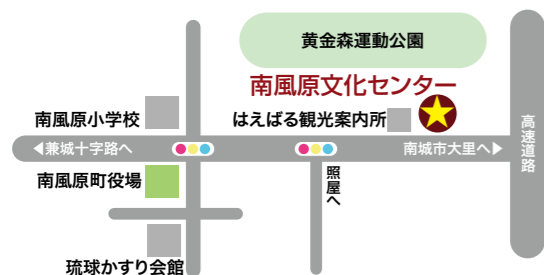 黄金森運動公園
南風原文化センター
南風原小学校
はえばる観光案内所
◀兼城十字路へ
南城市大里へ▶
高速道路
南風原町役場
照屋へ
琉球かすり会館